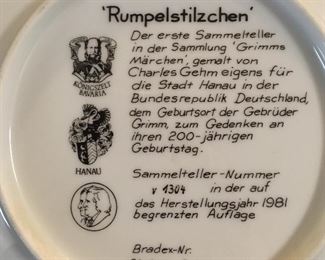 'Rumpelstilzchen'
Der erste Sammelteller
in der Sammlung 'Grimms
Märchen', gemalt von
Charles Gehm eigens für
die Stadt Hanau in der
Bundesrepublik Deutschland,
dem Geburtsort der Gebrüder
Grimm, zum Gedenken an
ihren 200-jährigen
Geburtstag.
KÖNIGSZELT
BAVARIA
HANAU
Sammelteller-Nummer
V 1304 in der auf
das Herstellungsjahr 1981
begrenzten Auflage
Bradex-Nr.